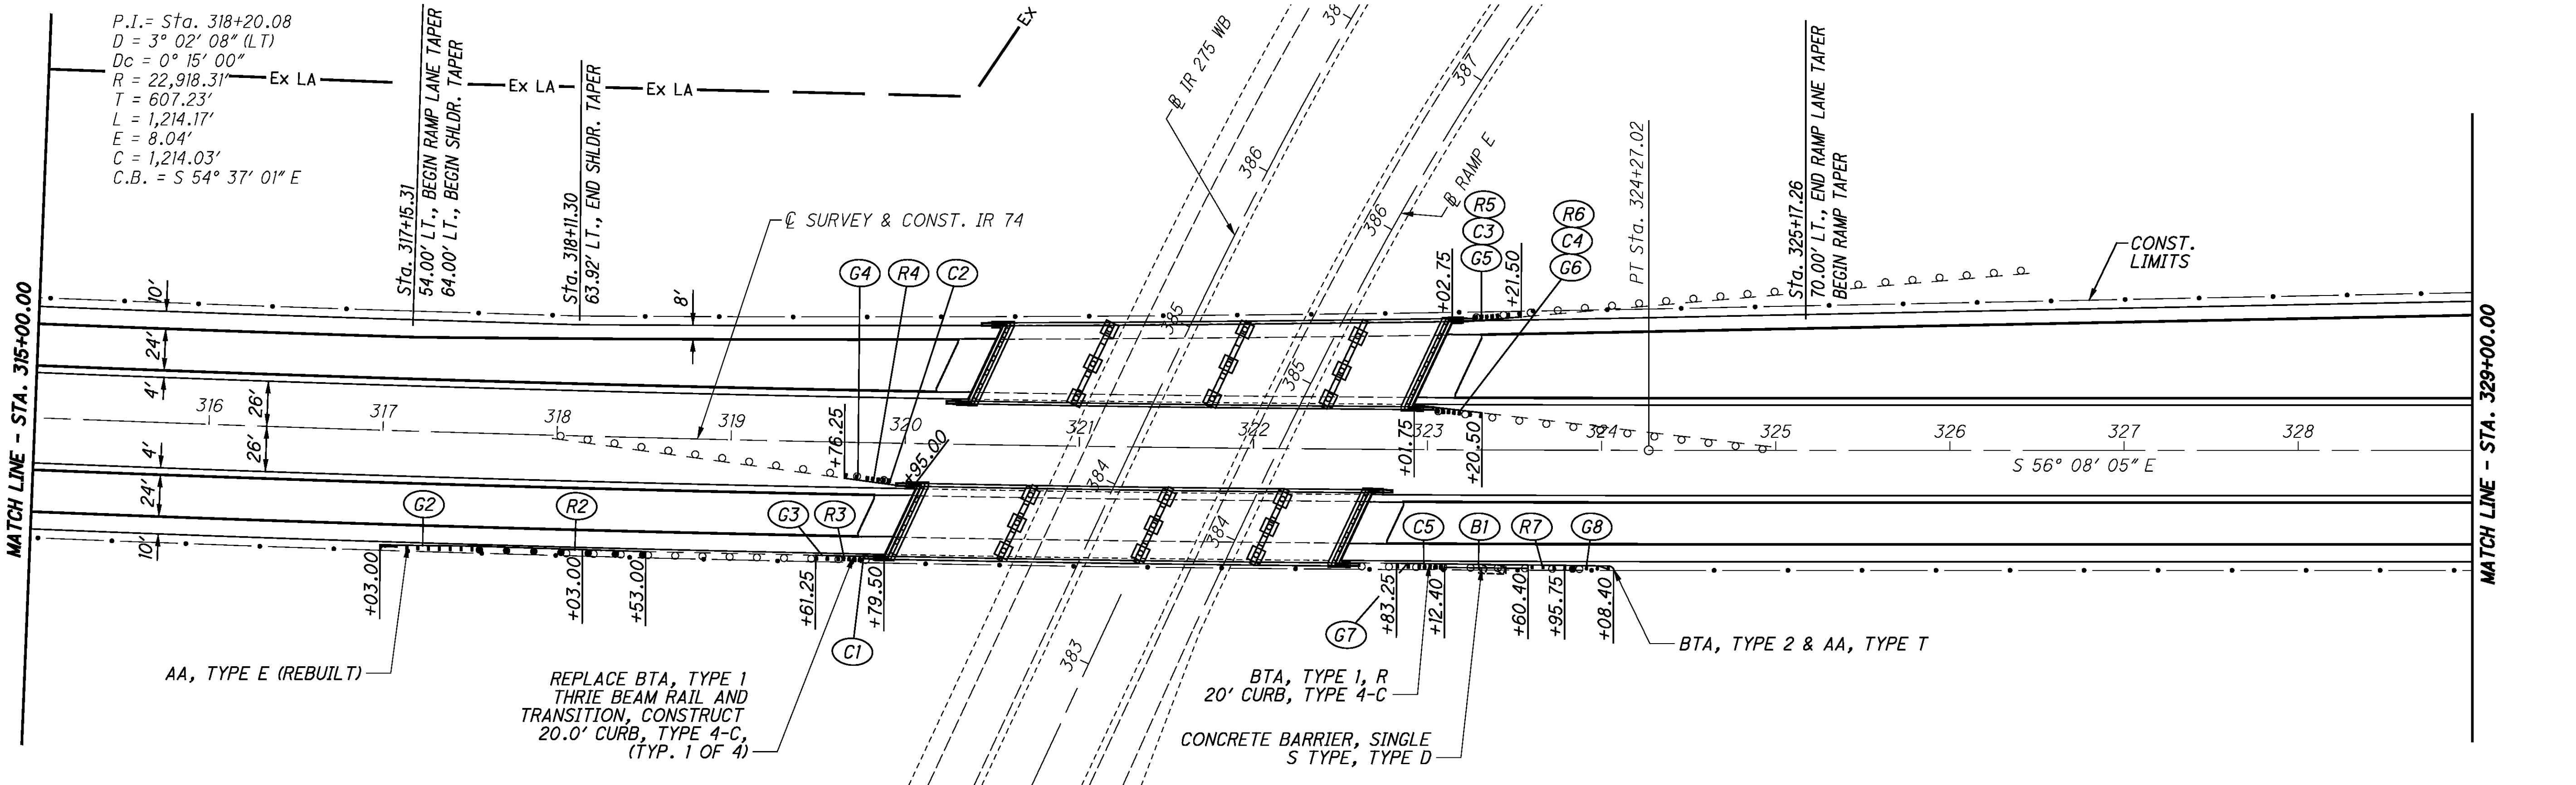 P.I.= Sta. 318+20.08
D = 3° 02' 08" (LT)
Dc = 0° 15' 00"
R = 22,918.31'
T = 607.23'
L = 1,214.17'
E = 8.04'
C = 1,214.03'
C.B. = S 54° 37' 01" E
Ex LA
Ex LA
Ex LA
Ex
Sta. 317+15.31
54.00' LT., BEGIN RAMP LANE TAPER
64.00' LT., BEGIN SHLDR. TAPER
Sta. 318+11.30
63.92' LT., END SHLDR. TAPER
℄ SURVEY & CONST. IR 74
G4
R4
C2
IR 275 WB
387
386
385
384
383
RAMP E
386
385
384
R5
C3
G5
R6
C4
G6
+02.75
+21.50
PT Sta. 324+27.02
Sta. 325+17.26
70.00' LT., END RAMP LANE TAPER
BEGIN RAMP TAPER
CONST.
LIMITS
MATCH LINE - STA. 315+00.00
MATCH LINE - STA. 329+00.00
10'
24'
4'
26'
26'
4'
24'
10'
8'
316
317
318
319
320
321
322
323
324
325
326
327
328
+76.25
+95.00
+01.75
+20.50
S 56° 08' 05" E
G2
R2
G3
R3
C1
+03.00
+03.00
+53.00
+61.25
+79.50
C5
B1
R7
G8
G7
+83.25
+12.40
+60.40
+95.75
+08.40
AA, TYPE E (REBUILT)
REPLACE BTA, TYPE 1
THRIE BEAM RAIL AND
TRANSITION, CONSTRUCT
20.0' CURB, TYPE 4-C,
(TYP. 1 OF 4)
BTA, TYPE 1, R
20' CURB, TYPE 4-C
CONCRETE BARRIER, SINGLE
S TYPE, TYPE D
BTA, TYPE 2 & AA, TYPE T